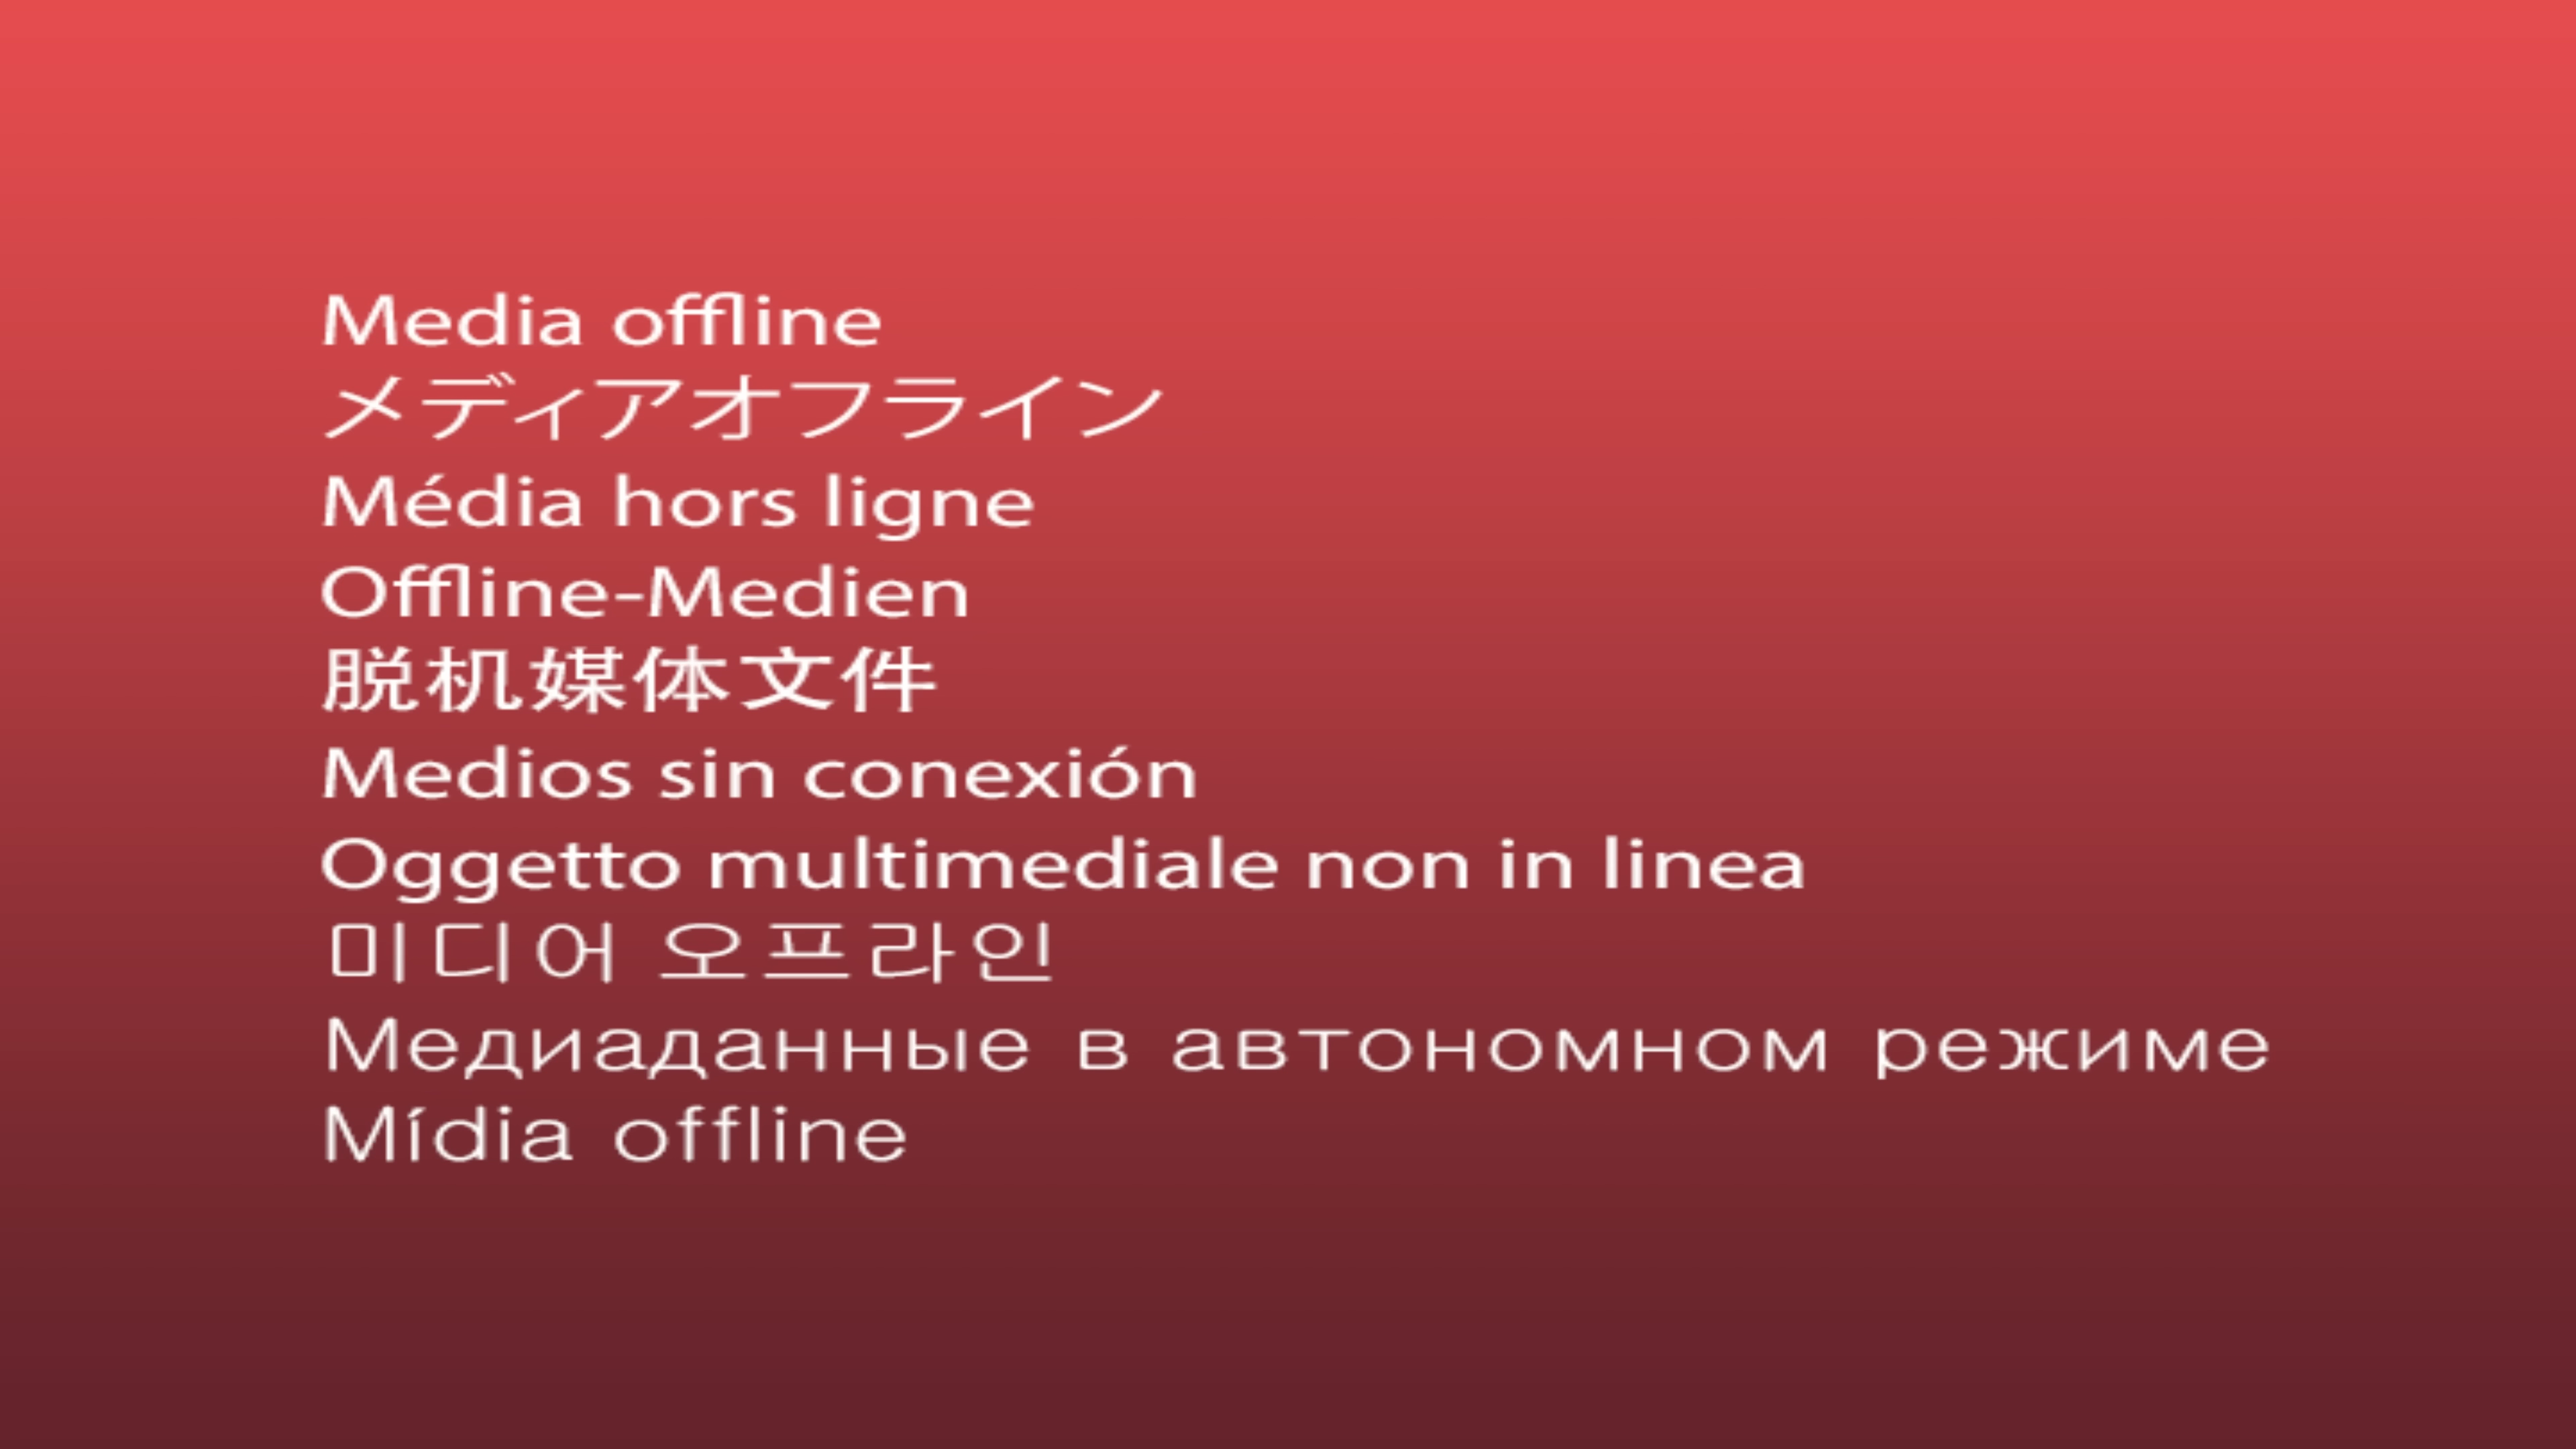 Media offline
メディアオフライン
Média hors ligne
Offline-Medien
脱机媒体文件
Medios sin conexión
Oggetto multimediale non in linea
미디어 오프라인
Медиаданные в автономном режиме
Mídia offline